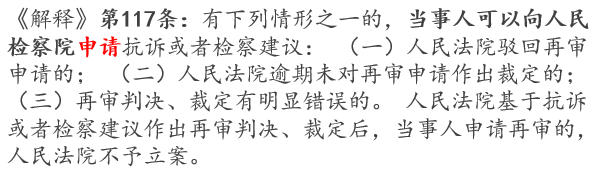 《解释》第117条：有下列情形之一的，当事人可以向人民
检察院申请抗诉或者检察建议： （一）人民法院驳回再审
申请的； （二）人民法院逾期未对再审申请作出裁定的；
（三）再审判决、裁定有明显错误的。 人民法院基于抗诉
或者检察建议作出再审判决、裁定后，当事人申请再审的，
人民法院不予立案。